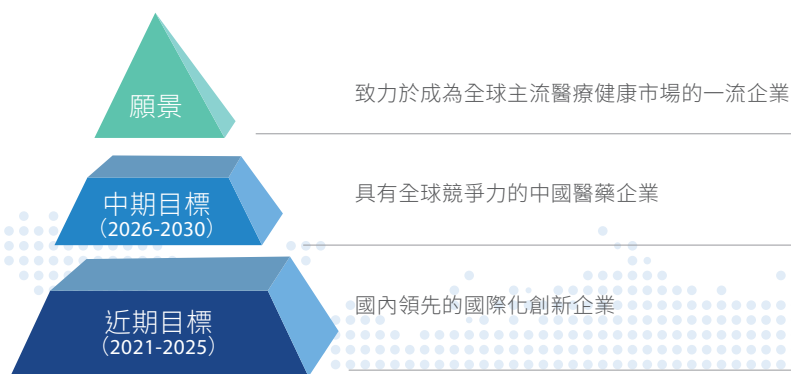 願景
致力於成為全球主流醫療健康市場的一流企業
中期目標
（2026-2030）
具有全球競爭力的中國醫藥企業
近期目標
（2021-2025）
國內領先的國際化創新企業